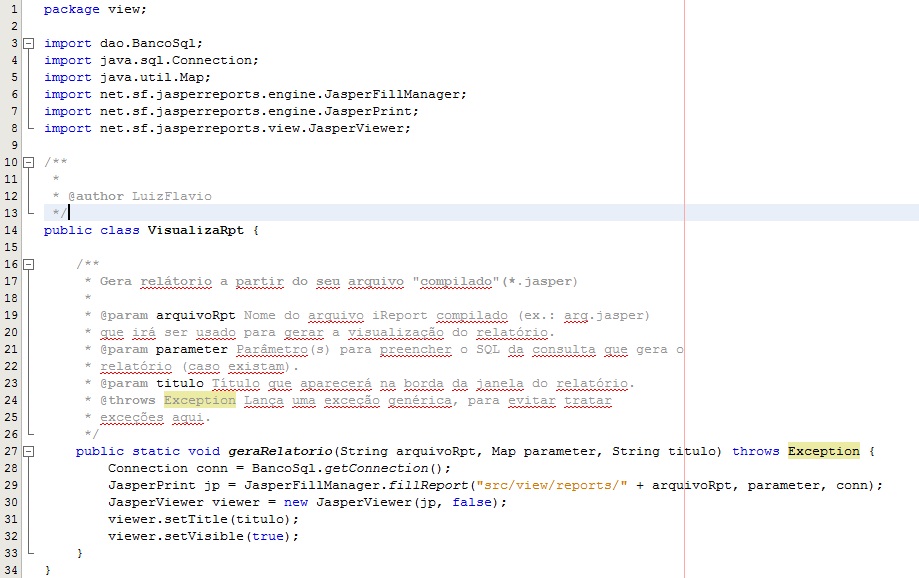 1 package view;
2
3 import dao.BancoSql;
4 import java.sql.Connection;
5 import java.util.Map;
6 import net.sf.jasperreports.engine.JasperFillManager;
7 import net.sf.jasperreports.engine.JasperPrint;
8 import net.sf.jasperreports.view.JasperViewer;
9
10 /**
11  *
12  * @author LuizFlavio
13  */
14 public class VisualizaRpt {
15
16     /**
17      * Gera relátorio a partir do seu arquivo "compilado"(*.jasper)
18      *
19      * @param arquivoRpt Nome do arquivo iReport compilado (ex.: arq.jasper)
20      * que irá ser usado para gerar a visualização do relatório.
21      * @param parameter Parâmetro(s) para preencher o SQL da consulta que gera o
22      * relatório (caso existam).
23      * @param titulo Título que aparecerá na borda da janela do relatório.
24      * @throws Exception Lança uma exceção genérica, para evitar tratar
25      * exceções aqui.
26      */
27     public static void geraRelatorio(String arquivoRpt, Map parameter, String titulo) throws Exception {
28         Connection conn = BancoSql.getConnection();
29         JasperPrint jp = JasperFillManager.fillReport("src/view/reports/" + arquivoRpt, parameter, conn);
30         JasperViewer viewer = new JasperViewer(jp, false);
31         viewer.setTitle(titulo);
32         viewer.setVisible(true);
33     }
34 }